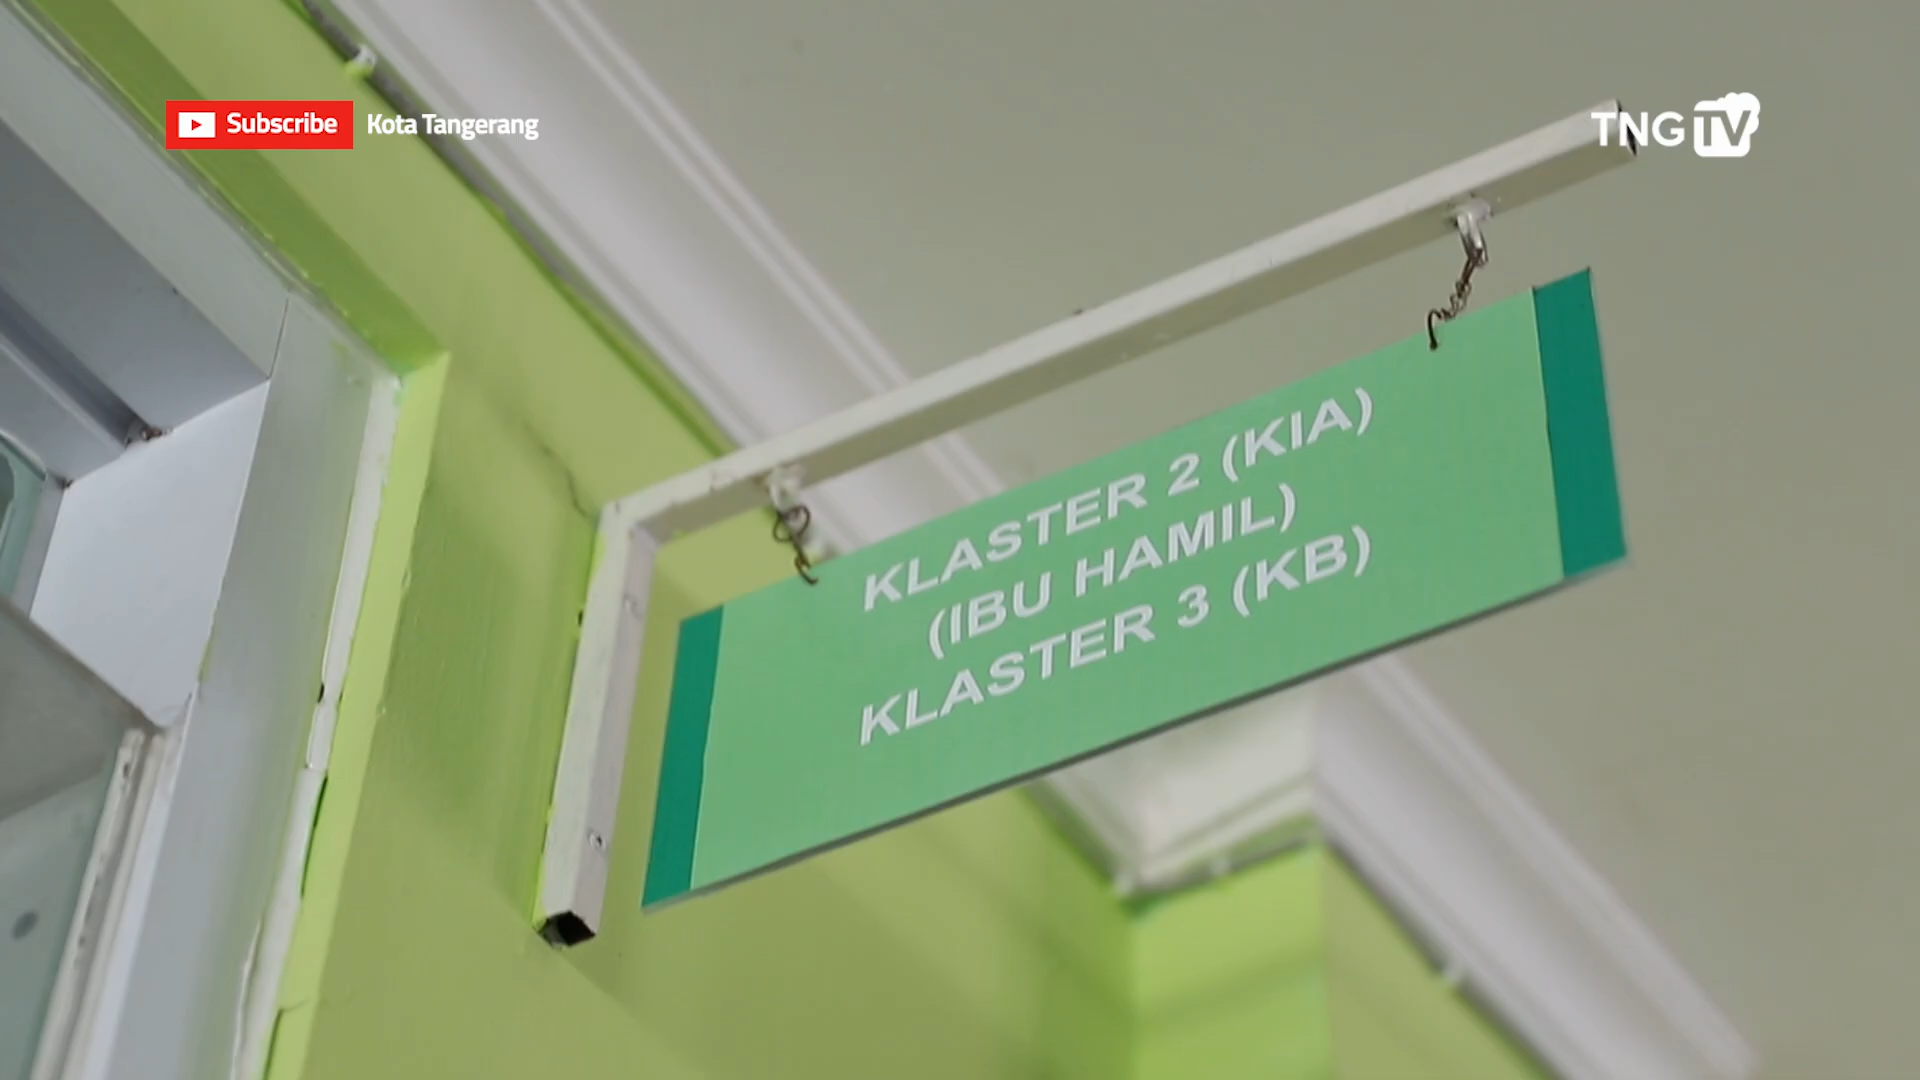 Subscribe Kota Tangerang
TNG TV
KLASTER 2 (KIA)
(IBU HAMIL)
KLASTER 3 (KB)